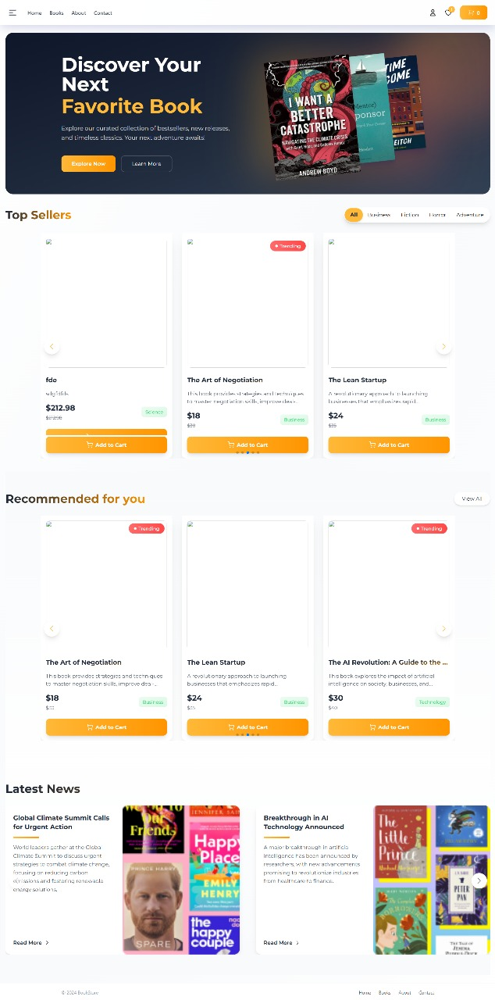 Home Books About Contact
1
0
Discover Your
Next
Favorite Book
Explore our curated collection of bestsellers, new releases,
and timeless classics. Your next adventure awaits!
Explore Now Learn More
I WANT A
BETTER
CATASTROPHE
NAVIGATING THE CLIMATE CRISIS
with Grief, Hope, and Gallows Humor
ANDREW BOYD
Mentor)
ponsor
TIME
COME
EITCH
Top Sellers
All Business Fiction Horror Adventure
Trending
fde
sdgfdfds
$212.98
$212.98
Science
Add to Cart
The Art of Negotiation
This book provides strategies and techniques
to master negotiation skills, improve deal-...
$18
$30
Business
Add to Cart
The Lean Startup
A revolutionary approach to launching
businesses that emphasizes rapid...
$24
$35
Business
Add to Cart
Recommended for you
View All
The Art of Negotiation
This book provides strategies and techniques
to master negotiation skills, improve deal-...
$18
$30
Business
Add to Cart
Trending
The Lean Startup
A revolutionary approach to launching
businesses that emphasizes rapid...
$24
$35
Business
Add to Cart
Trending
The AI Revolution: A Guide to the ...
This book explores the impact of artificial
intelligence on society, businesses, and...
$30
$40
Technology
Add to Cart
Latest News
Global Climate Summit Calls
for Urgent Action
World leaders gather at the Global
Climate Summit to discuss urgent
strategies to combat climate change,
focusing on reducing carbon
emissions and fostering renewable
energy solutions.
Read More
Friends
JENNIFER SAIN
Happy
Place
EMILY
HENRY
PRINCE HARRY
SPARE
the
happy
couple
Breakthrough in AI
Technology Announced
A major breakthrough in artificial
intelligence has been announced by
researchers, with new advancements
promising to revolutionize industries
from healthcare to finance.
Read More
The
Little
Prince
PETER
PAN
THE TALE OF
© 2024 BookStore
Home Books About Contact